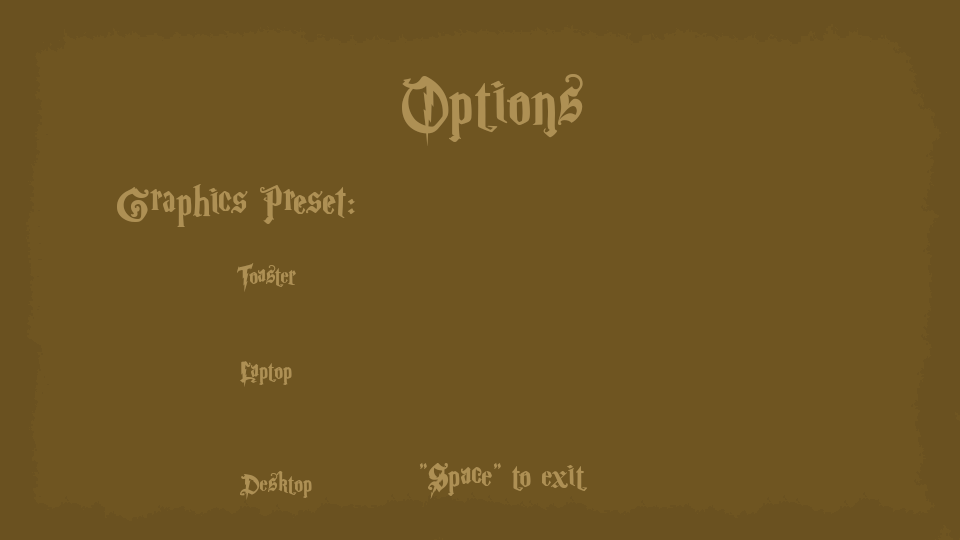 Options
Graphics Preset:
Toaster
Laptop
Desktop
"Space" to exit